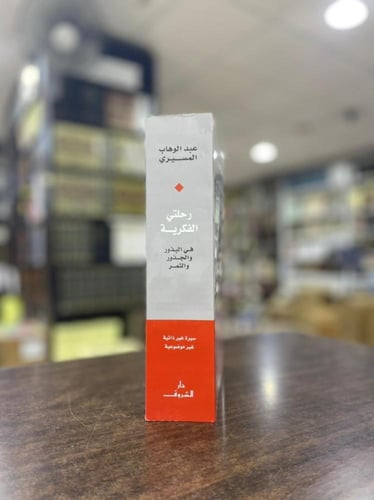 عبد الوهاب
المسيري
رحلتي
الفكرية
في البذور
والجذور
والثمر
سيرة غير ذاتية
غير موضوعية
دار
الشروق